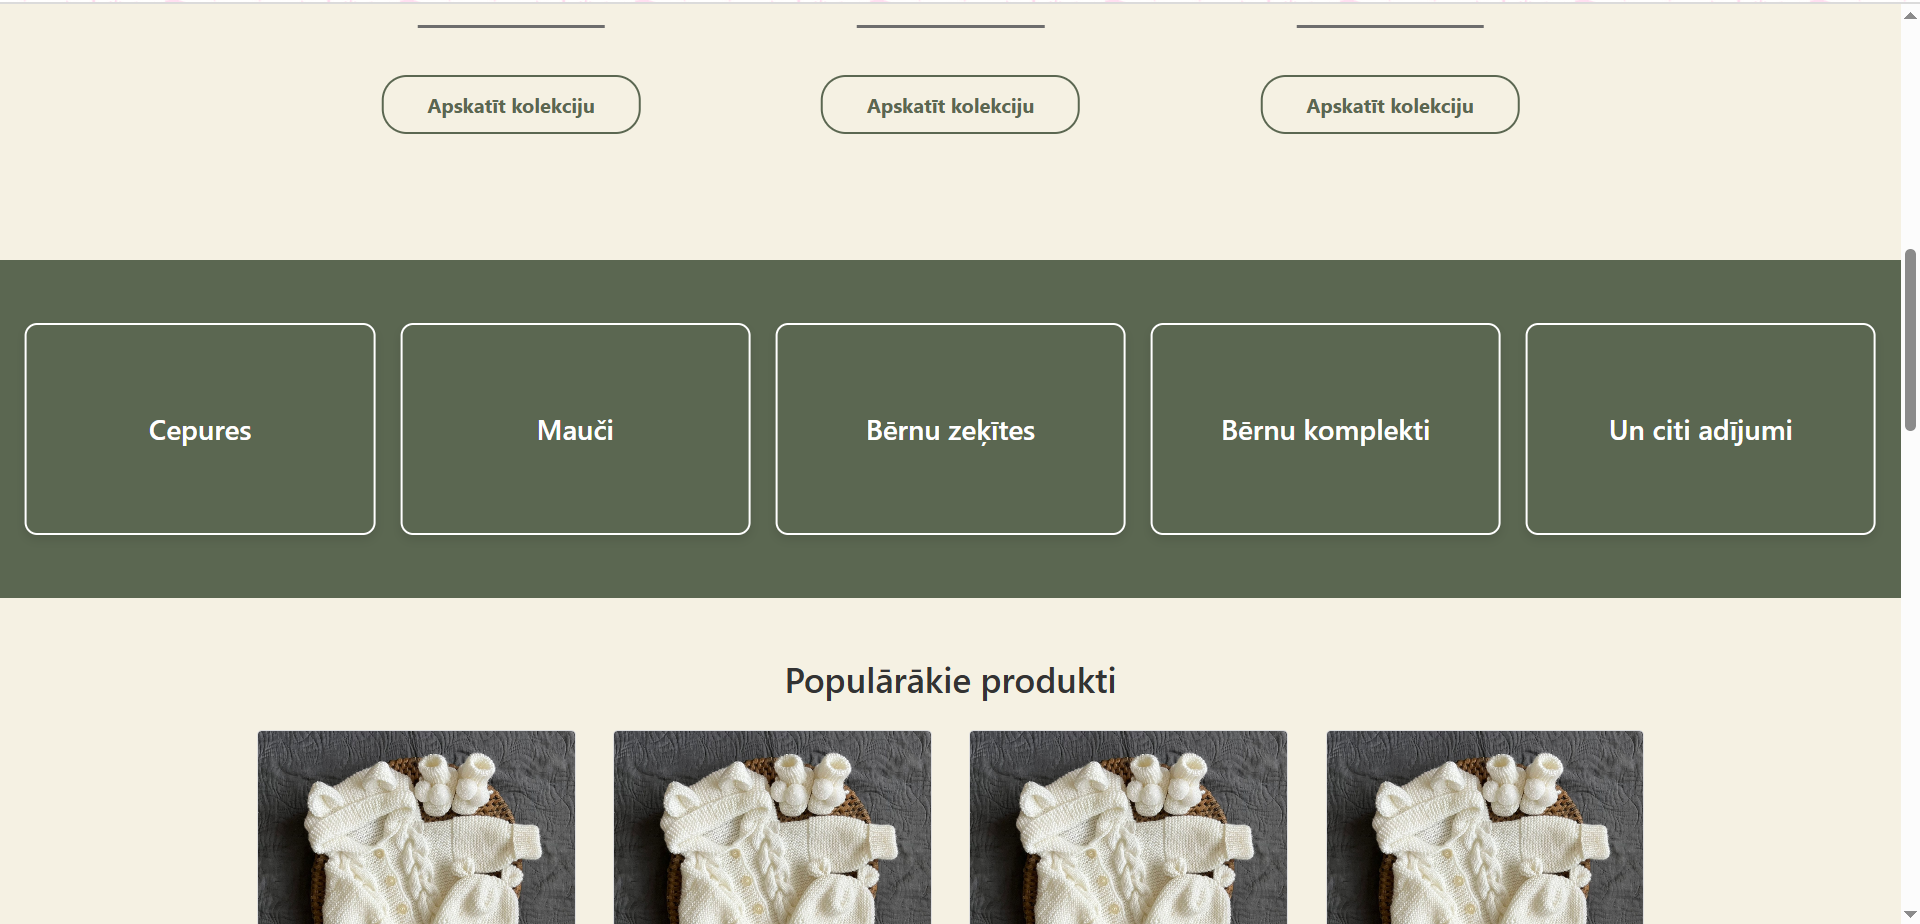 Apskatīt kolekciju
Apskatīt kolekciju
Apskatīt kolekciju
Cepures
Mauči
Bērnu zeķītes
Bērnu komplekti
Un citi adījumi
Populārākie produkti